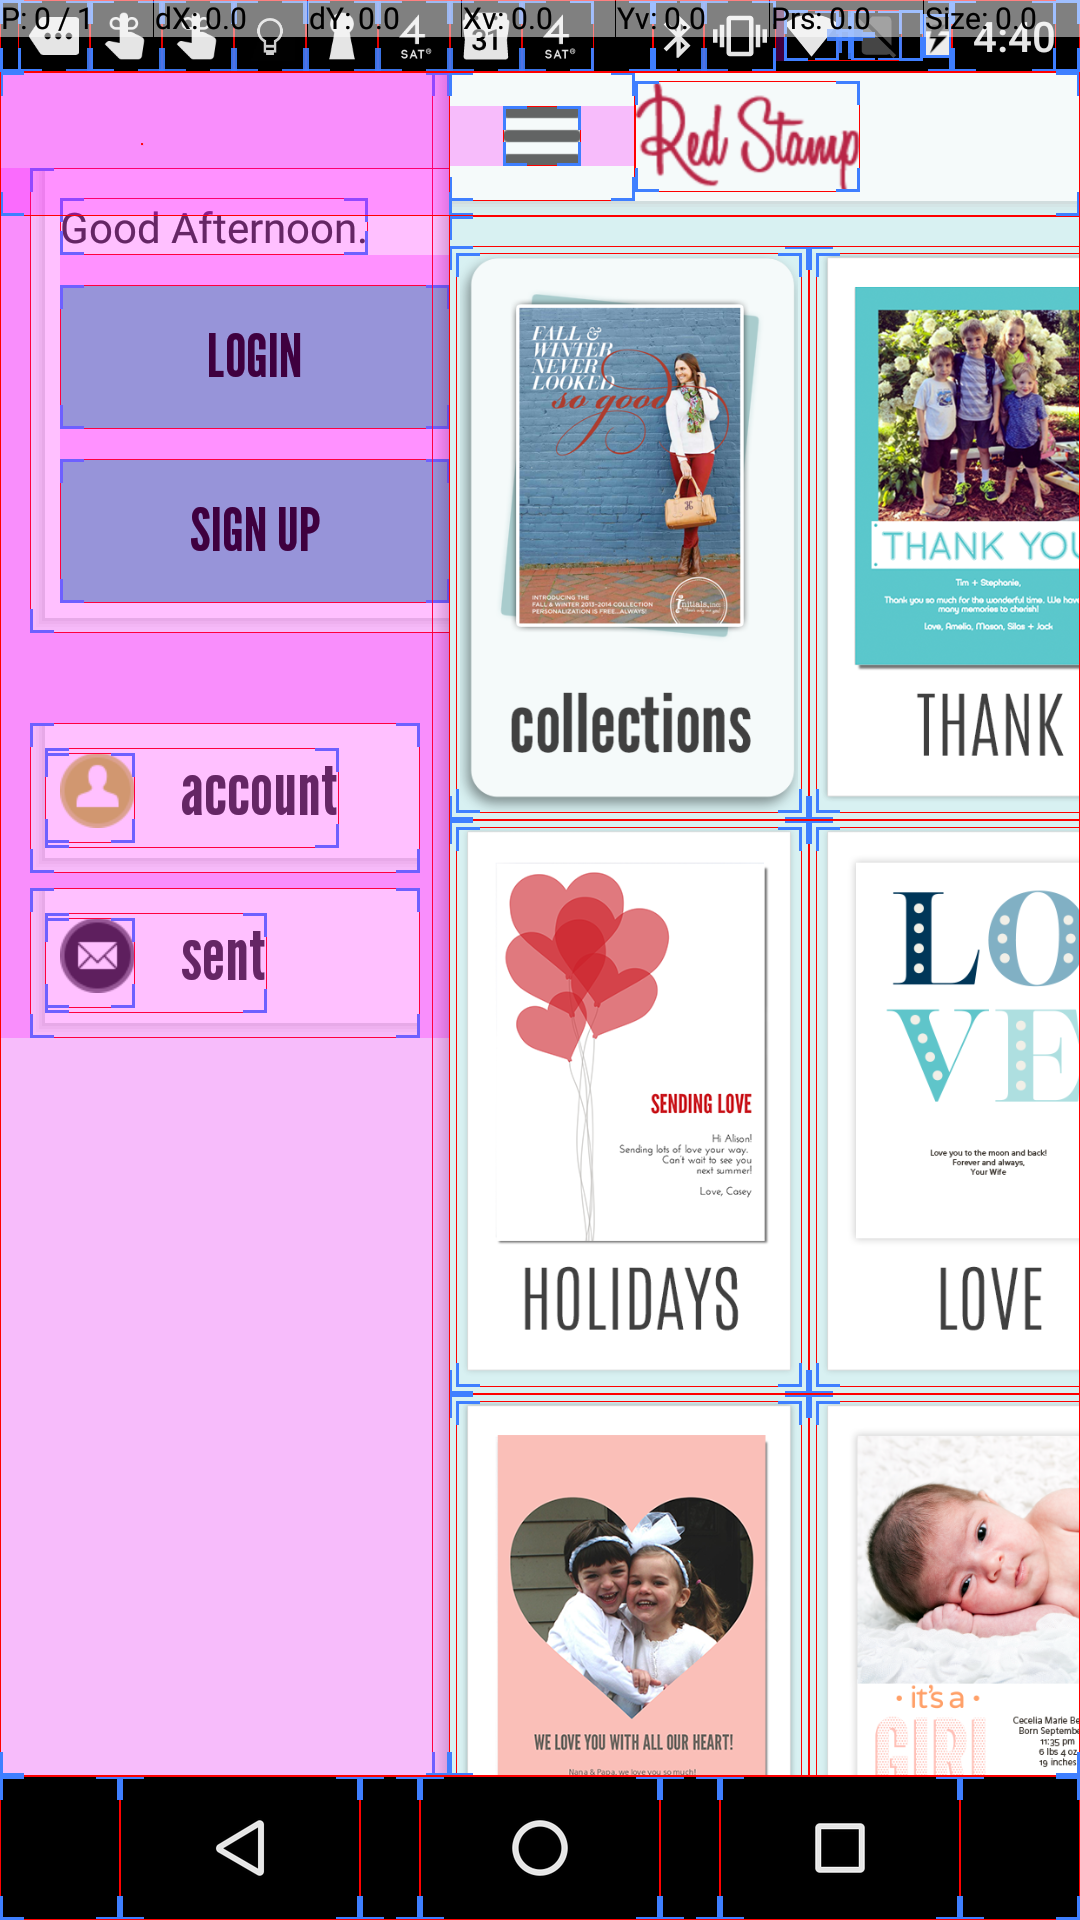 P: 0 / 1 dX: 0.0 dY: 0.0 Xv: 0.0 Yv: 0.0 Prs: 0.0 Size: 0.0
4 SAT® 31 4 SAT® 4:40
Red Stamp
Good Afternoon.
LOGIN
SIGN UP
account
sent
FALL &
WINTER
NEVER
LOOKED
so good
INTRODUCING THE
FALL & WINTER 2013-2014 COLLECTION
PERSONALIZATION IS FREE...ALWAYS!
Initials, inc.
collections
THANK YOU
Tim + Stephanie,
Thank you so much for the wonderful time. We have
many memories to cherish!
Love, Amelia, Mason, Silas + Jack
THANK
SENDING LOVE
Hi Alison!
Sending lots of love your way.
Can't wait to see you
next summer!
Love, Casey
HOLIDAYS
LO
VE
Love you to the moon and back!
Forever and always,
Your Wife
LOVE
WE LOVE YOU WITH ALL OUR HEART!
Nana & Papa, we love you so much!
• it's a •
GIRL
Cecelia Marie Be
Born Septembe
11:35 pm
6 lbs 4 oz
19 inches